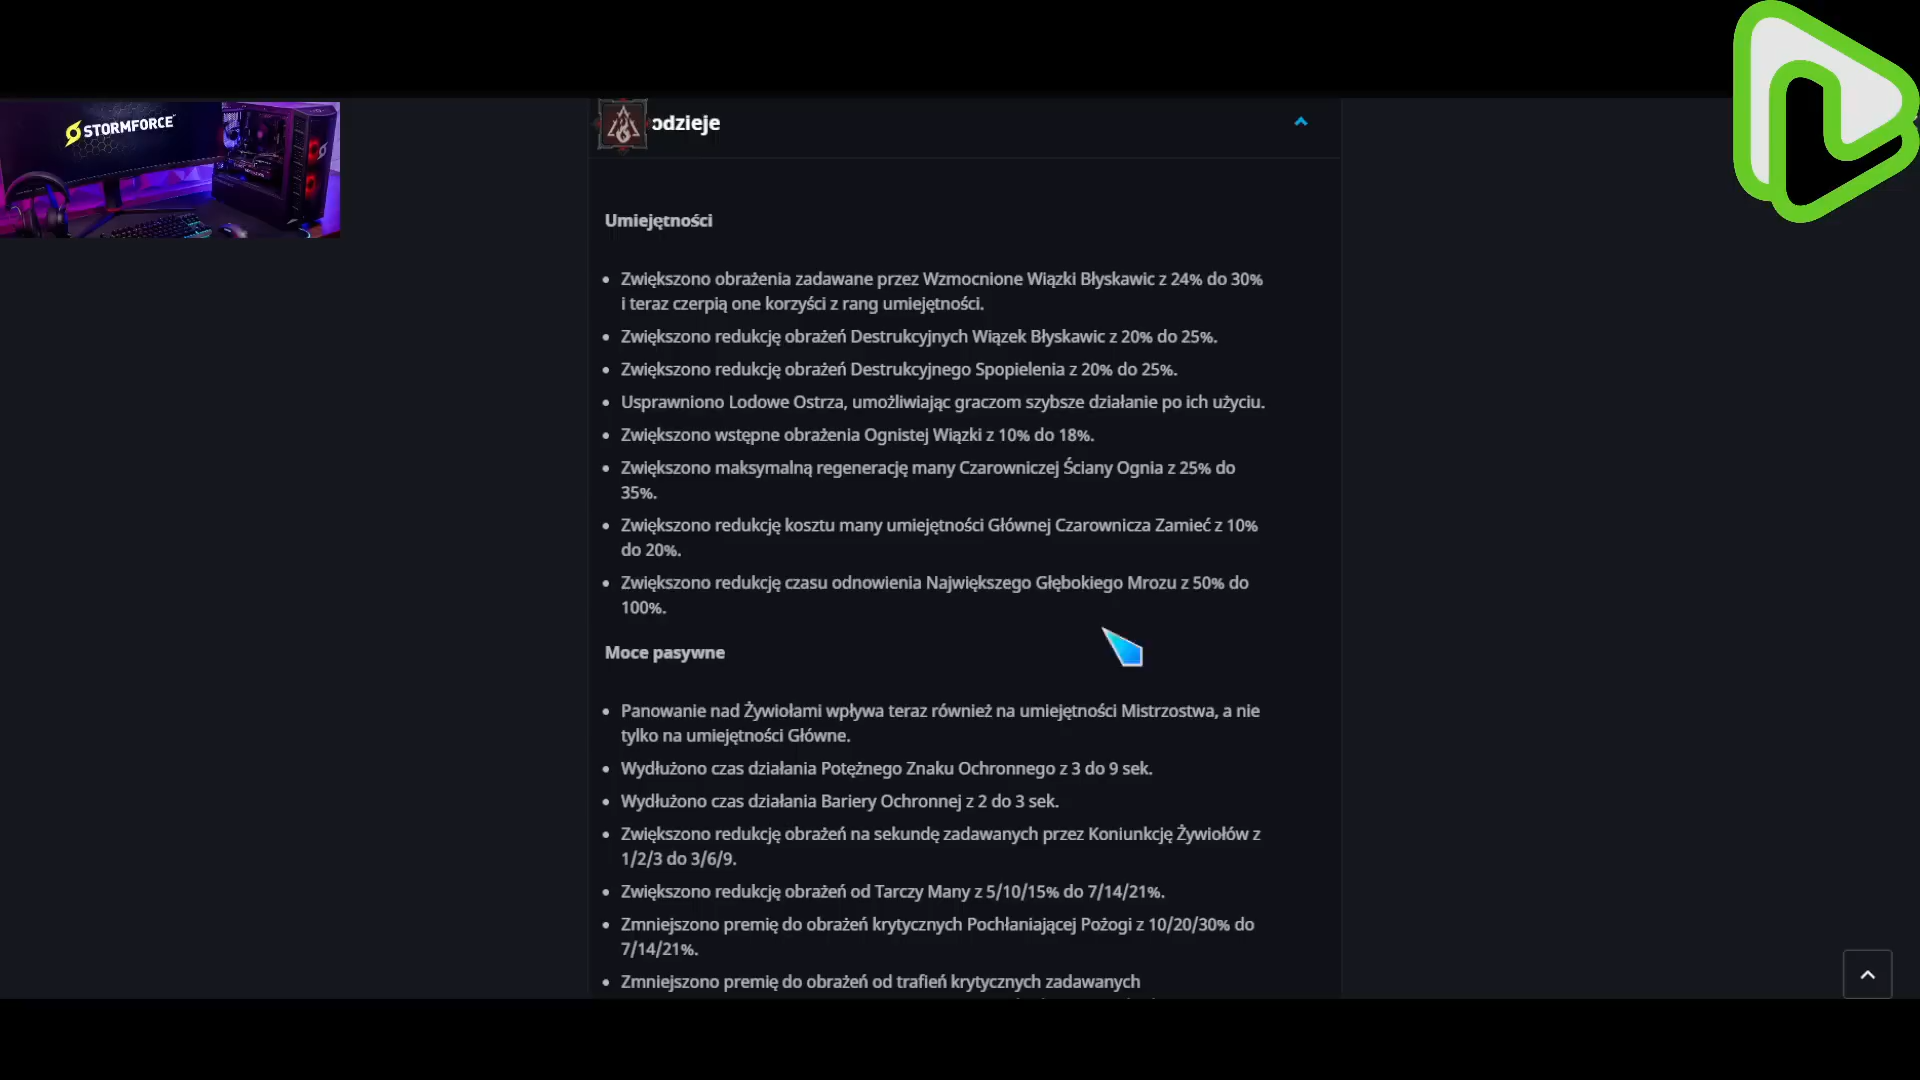 STORMFORCE
odzieje
Umiejętności
Zwiększono obrażenia zadawane przez Wzmocnione Wiązki Błyskawic z 24% do 30%
i teraz czerpią one korzyści z rang umiejętności.
Zwiększono redukcję obrażeń Destrukcyjnych Wiązek Błyskawic z 20% do 25%.
Zwiększono redukcję obrażeń Destrukcyjnego Spopielenia z 20% do 25%.
Usprawniono Lodowe Ostrza, umożliwiając graczom szybsze działanie po ich użyciu.
Zwiększono wstępne obrażenia Ognistej Wiązki z 10% do 18%.
Zwiększono maksymalną regenerację many Czarowniczej Ściany Ognia z 25% do
35%.
Zwiększono redukcję kosztu many umiejętności Głównej Czarownicza Zamieć z 10%
do 20%.
Zwiększono redukcję czasu odnowienia Największego Głębokiego Mrozu z 50% do
100%.
Moce pasywne
Panowanie nad Żywiołami wpływa teraz również na umiejętności Mistrzostwa, a nie
tylko na umiejętności Główne.
Wydłużono czas działania Potężnego Znaku Ochronnego z 3 do 9 sek.
Wydłużono czas działania Bariery Ochronnej z 2 do 3 sek.
Zwiększono redukcję obrażeń na sekundę zadawanych przez Koniunkcję Żywiołów z
1/2/3 do 3/6/9.
Zwiększono redukcję obrażeń od Tarczy Many z 5/10/15% do 7/14/21%.
Zmniejszono premię do obrażeń krytycznych Pochłaniającej Pożogi z 10/20/30% do
7/14/21%.
Zmniejszono premię do obrażeń od trafień krytycznych zadawanych